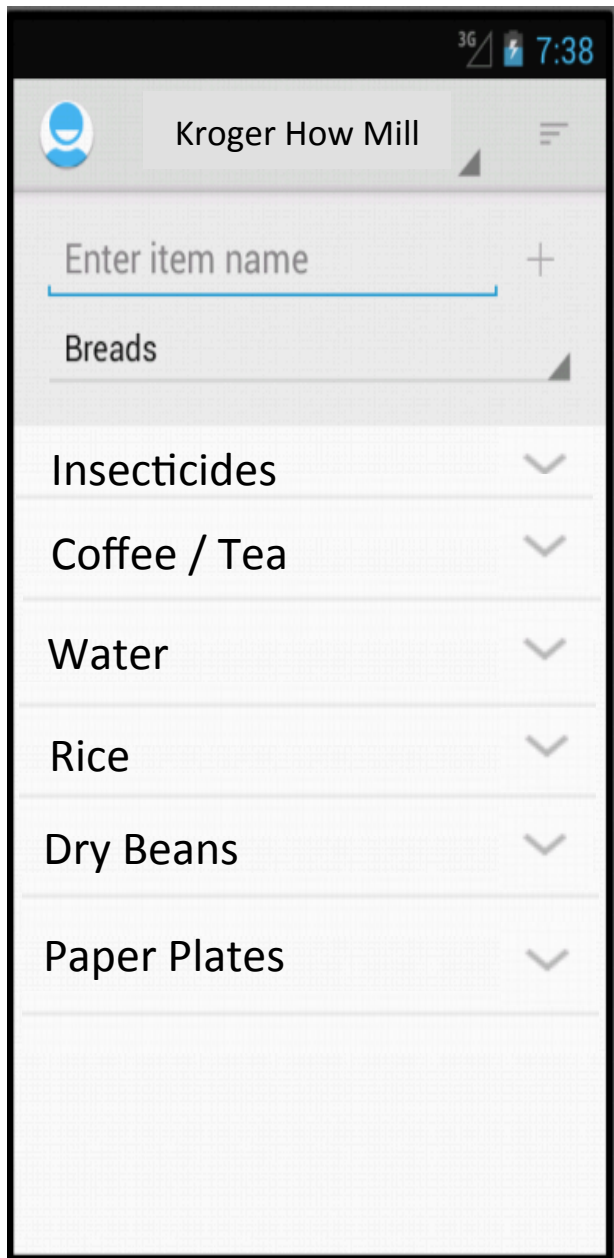 3G 7:38
Kroger How Mill
Enter item name
Breads
Insecticides
Coffee / Tea
Water
Rice
Dry Beans
Paper Plates